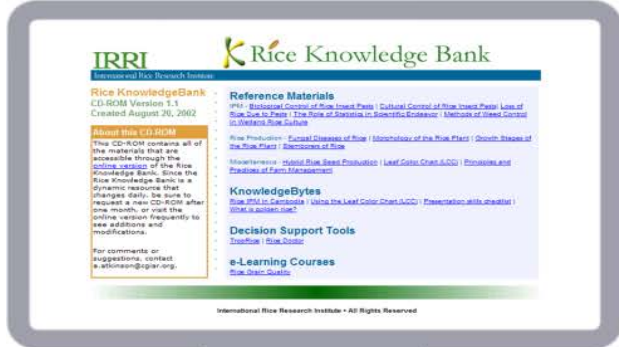 IRRI
Rice Knowledge Bank
International Rice Research Institute
Rice KnowledgeBank
CD-ROM Version 1.1
Created August 20, 2002
About this CD-ROM
This CD-ROM contains all of
the materials that are
accessible through the
online version of the Rice
Knowledge Bank. Since the
Rice Knowledge Bank is a
dynamic resource that
changes daily, be sure to
request a new CD-ROM after
one month, or visit the
online version frequently to
see additions and
modifications.
For comments or
suggestions, contact
e.atkinson@cgiar.org.
Reference Materials
IPM - Biological Control of Rice Insect Pests | Cultural Control of Rice Insect Pests| Loss of
Rice Due to Pests | The Role of Statistics in Scientific Endeavor | Methods of Weed Control
in Wetland Rice Culture
Rice Production - Fungal Diseases of Rice | Morphology of the Rice Plant | Growth Stages of
the Rice Plant | Stemborers of Rice
Miscellaneous - Hybrid Rice Seed Production | Leaf Color Chart (LCC) | Principles and
Practices of Farm Management
KnowledgeBytes
Rice IPM in Cambodia | Using the Leaf Color Chart (LCC) | Presentation skills checklist |
What is golden rice?
Decision Support Tools
TropRice | Rice Doctor
e-Learning Courses
Rice Grain Quality
International Rice Research Institute • All Rights Reserved